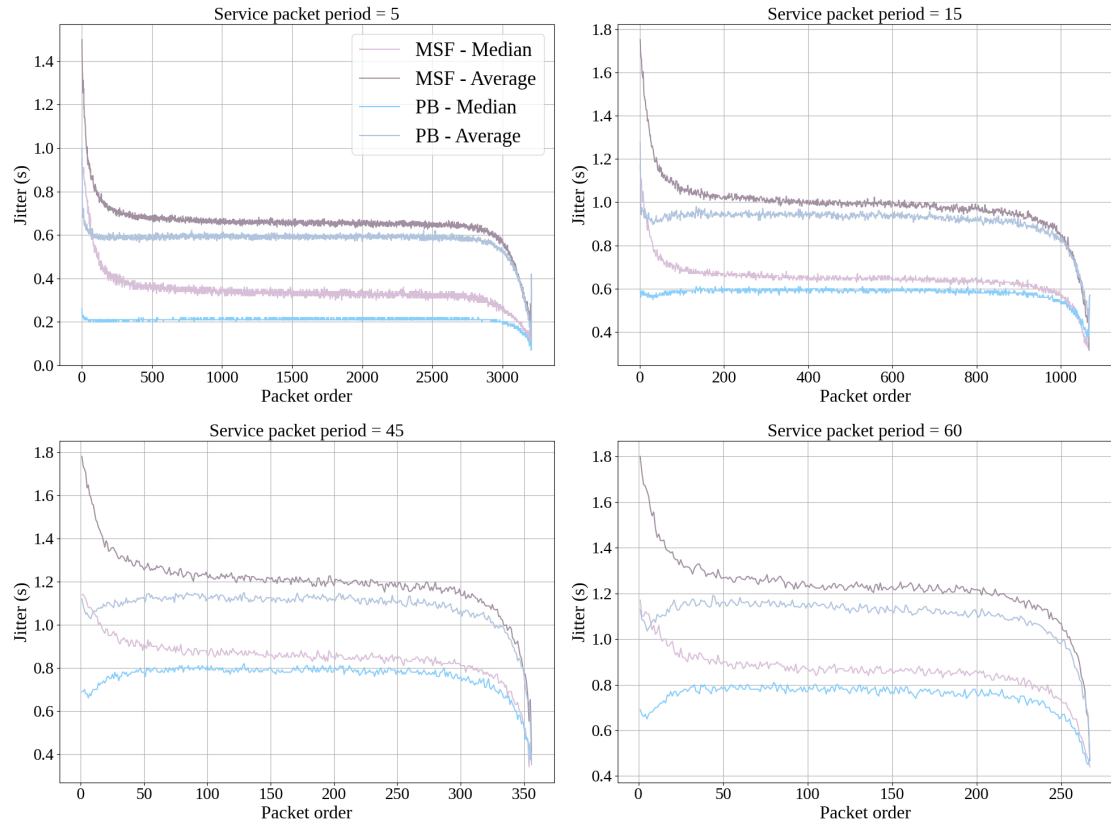 Service packet period = 5
1.4
1.2
1.0
0.8
0.6
0.4
0.2
0.0
Jitter (s)
MSF - Median
MSF - Average
PB - Median
PB - Average
0 500 1000 1500 2000 2500 3000
Packet order
Service packet period = 15
1.8
1.6
1.4
1.2
1.0
0.8
0.6
0.4
Jitter (s)
0 200 400 600 800 1000
Packet order
Service packet period = 45
1.8
1.6
1.4
1.2
1.0
0.8
0.6
0.4
Jitter (s)
0 50 100 150 200 250 300 350
Packet order
Service packet period = 60
1.8
1.6
1.4
1.2
1.0
0.8
0.6
0.4
Jitter (s)
0 50 100 150 200 250
Packet order